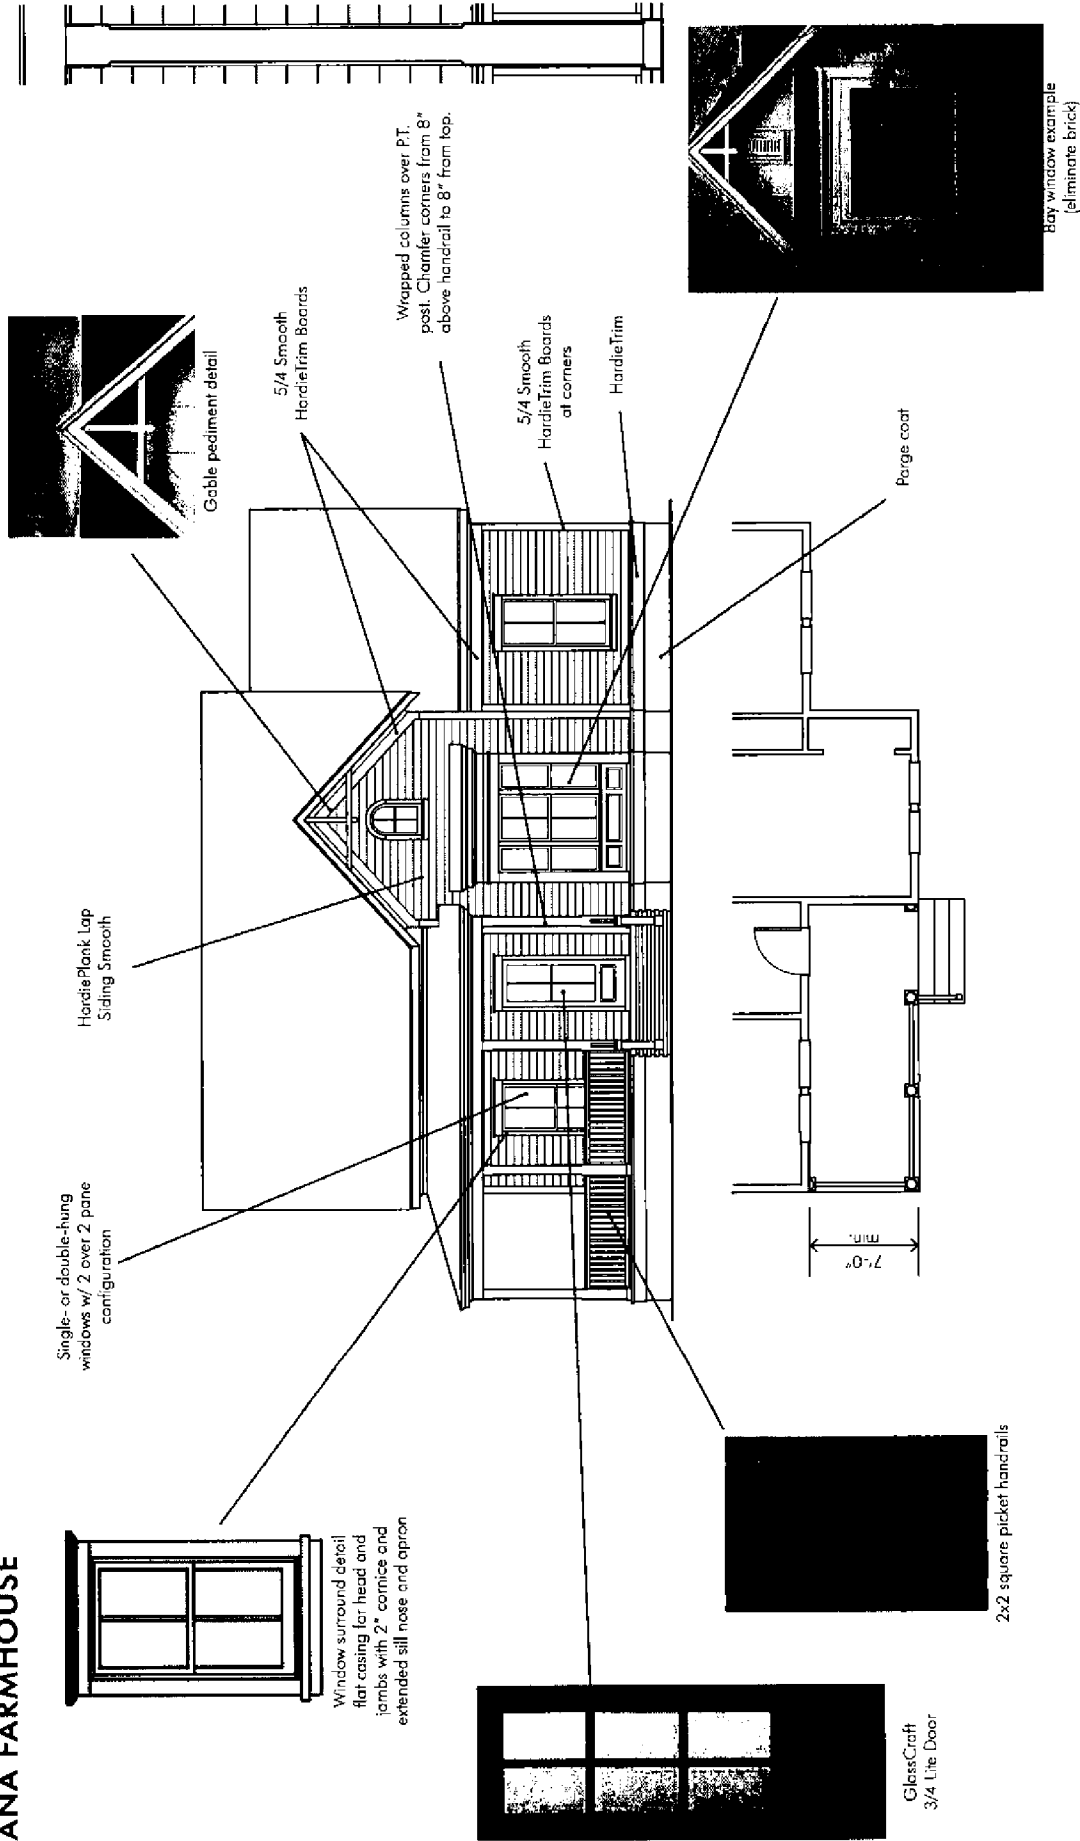 ANA FARMHOUSE
Window surround detail
flat casing for head and
jambs with 2" cornice and
extended sill nose and apron
GlassCraft
3/4 Lite Door
2x2 square picket handrails
Single- or double-hung
windows w/ 2 over 2 pane
configuration
HardiePlank Lap
Siding Smooth
7'-0"
min.
Gable pediment detail
5/4 Smooth
HardieTrim Boards
Wrapped columns over P.T.
post. Chamfer corners from 8"
above handrail to 8" from top.
5/4 Smooth
HardieTrim Boards
at corners
HardieTrim
Parge coat
Bay window example
(eliminate brick)